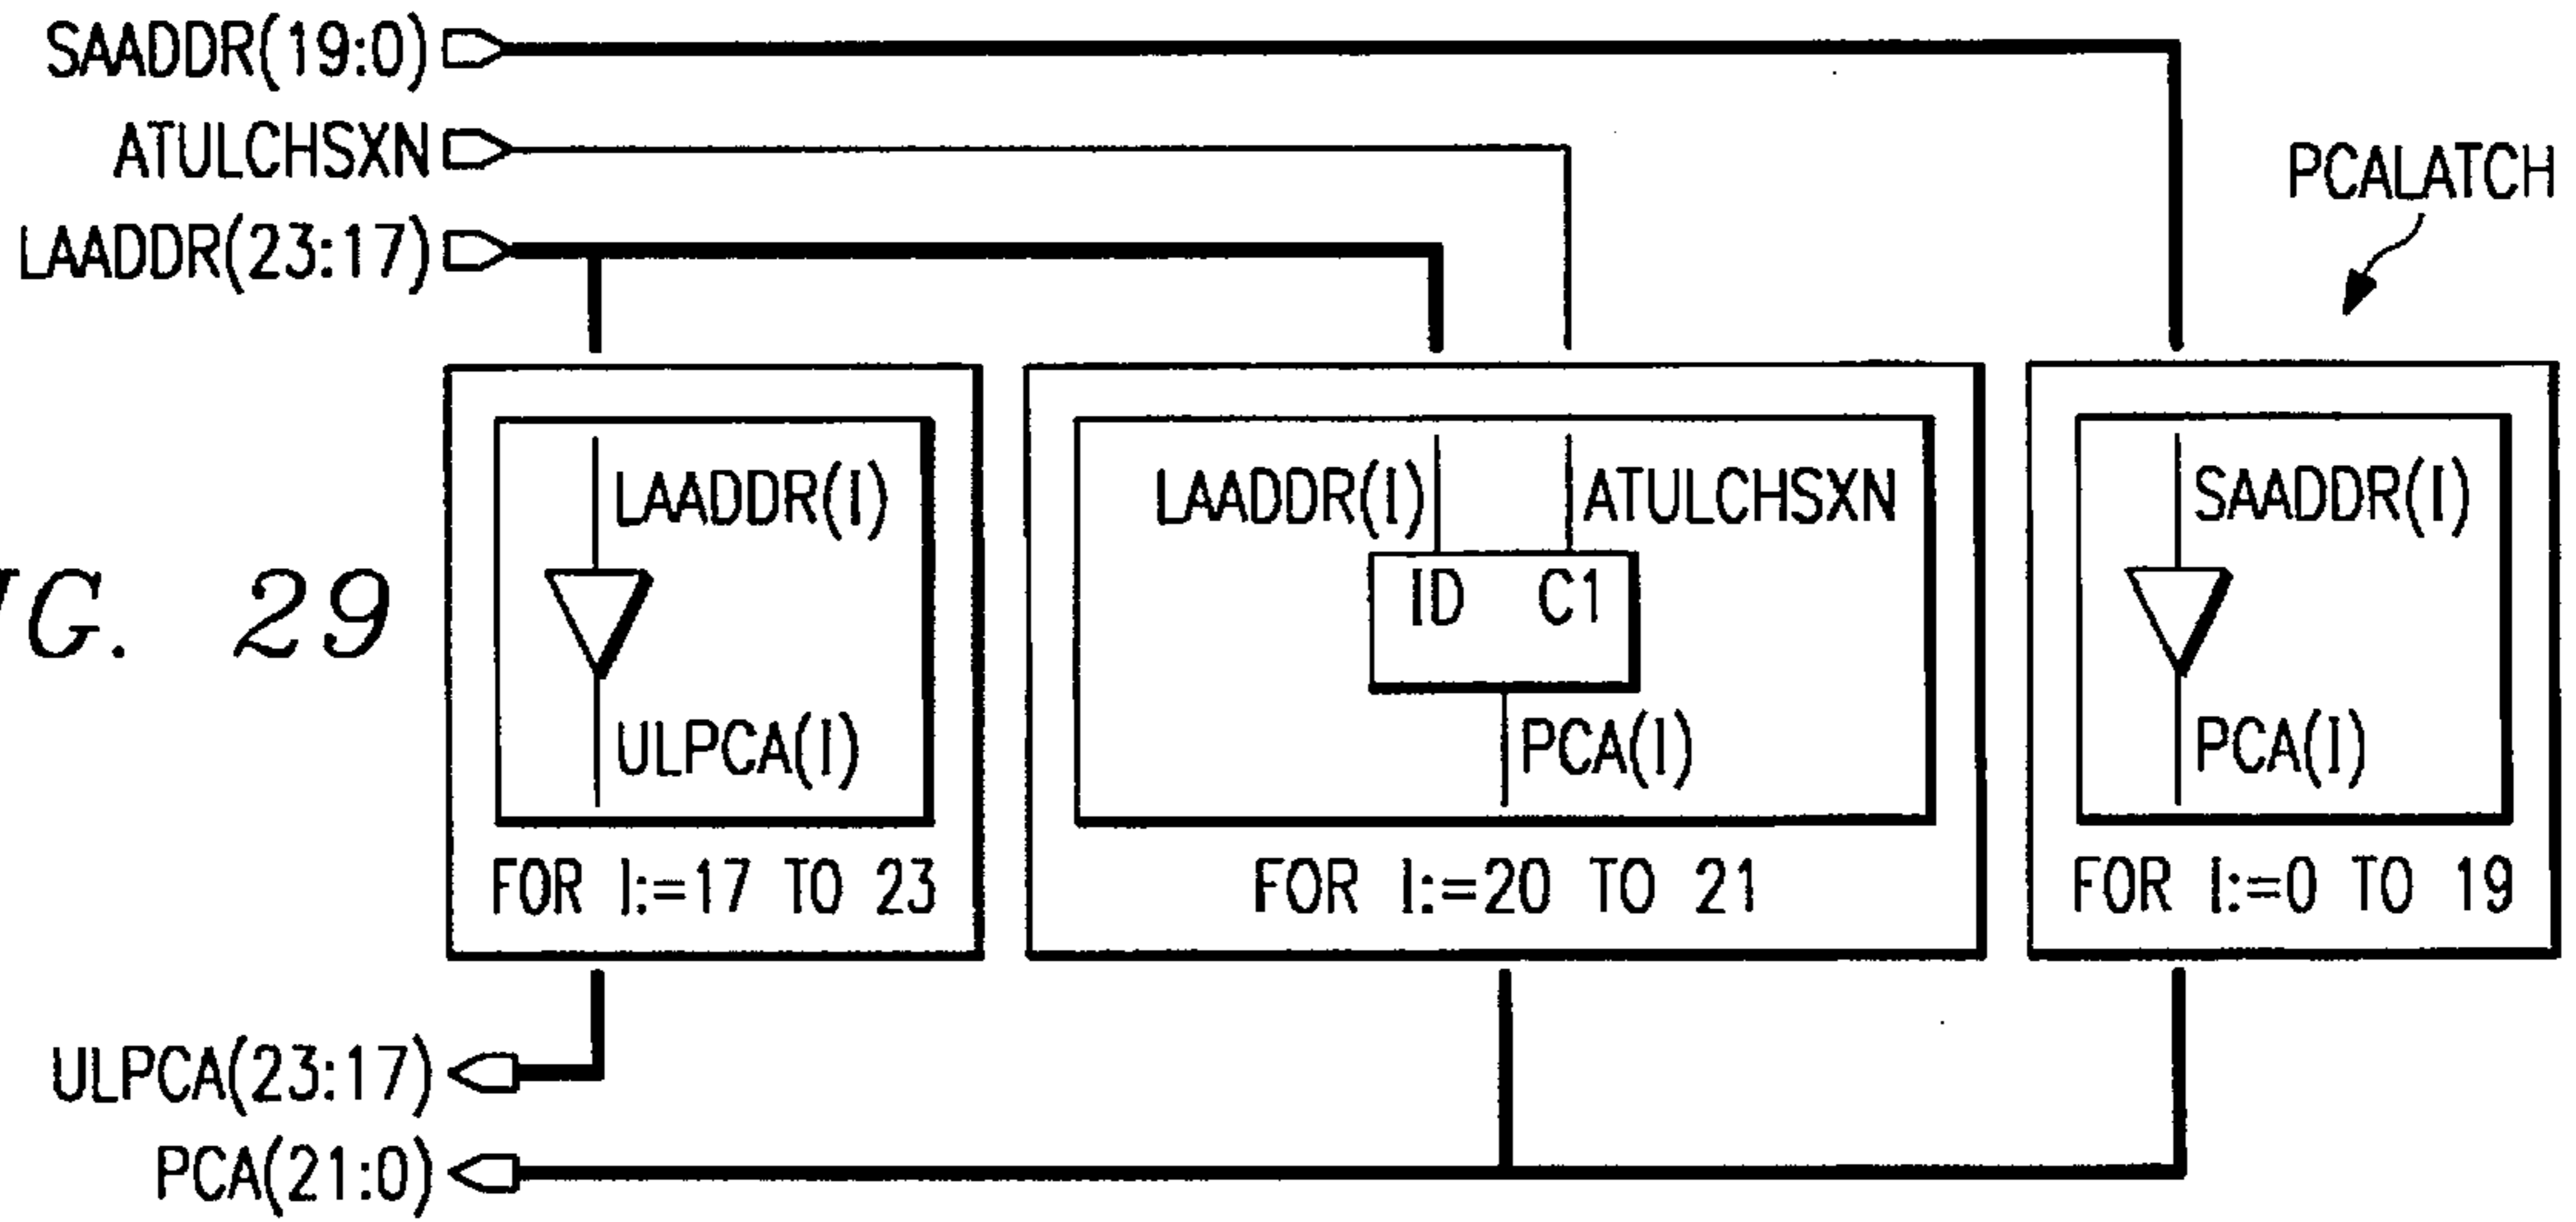 SAADDR(19:0)
ATULCHSXN
LAADDR(23:17)
PCALATCH
LAADDR(I)
ULPCA(I)
FOR I:=17 TO 23
LAADDR(I)
ATULCHSXN
ID C1
PCA(I)
FOR I:=20 TO 21
SAADDR(I)
PCA(I)
FOR I:=0 TO 19
G. 29
ULPCA(23:17)
PCA(21:0)